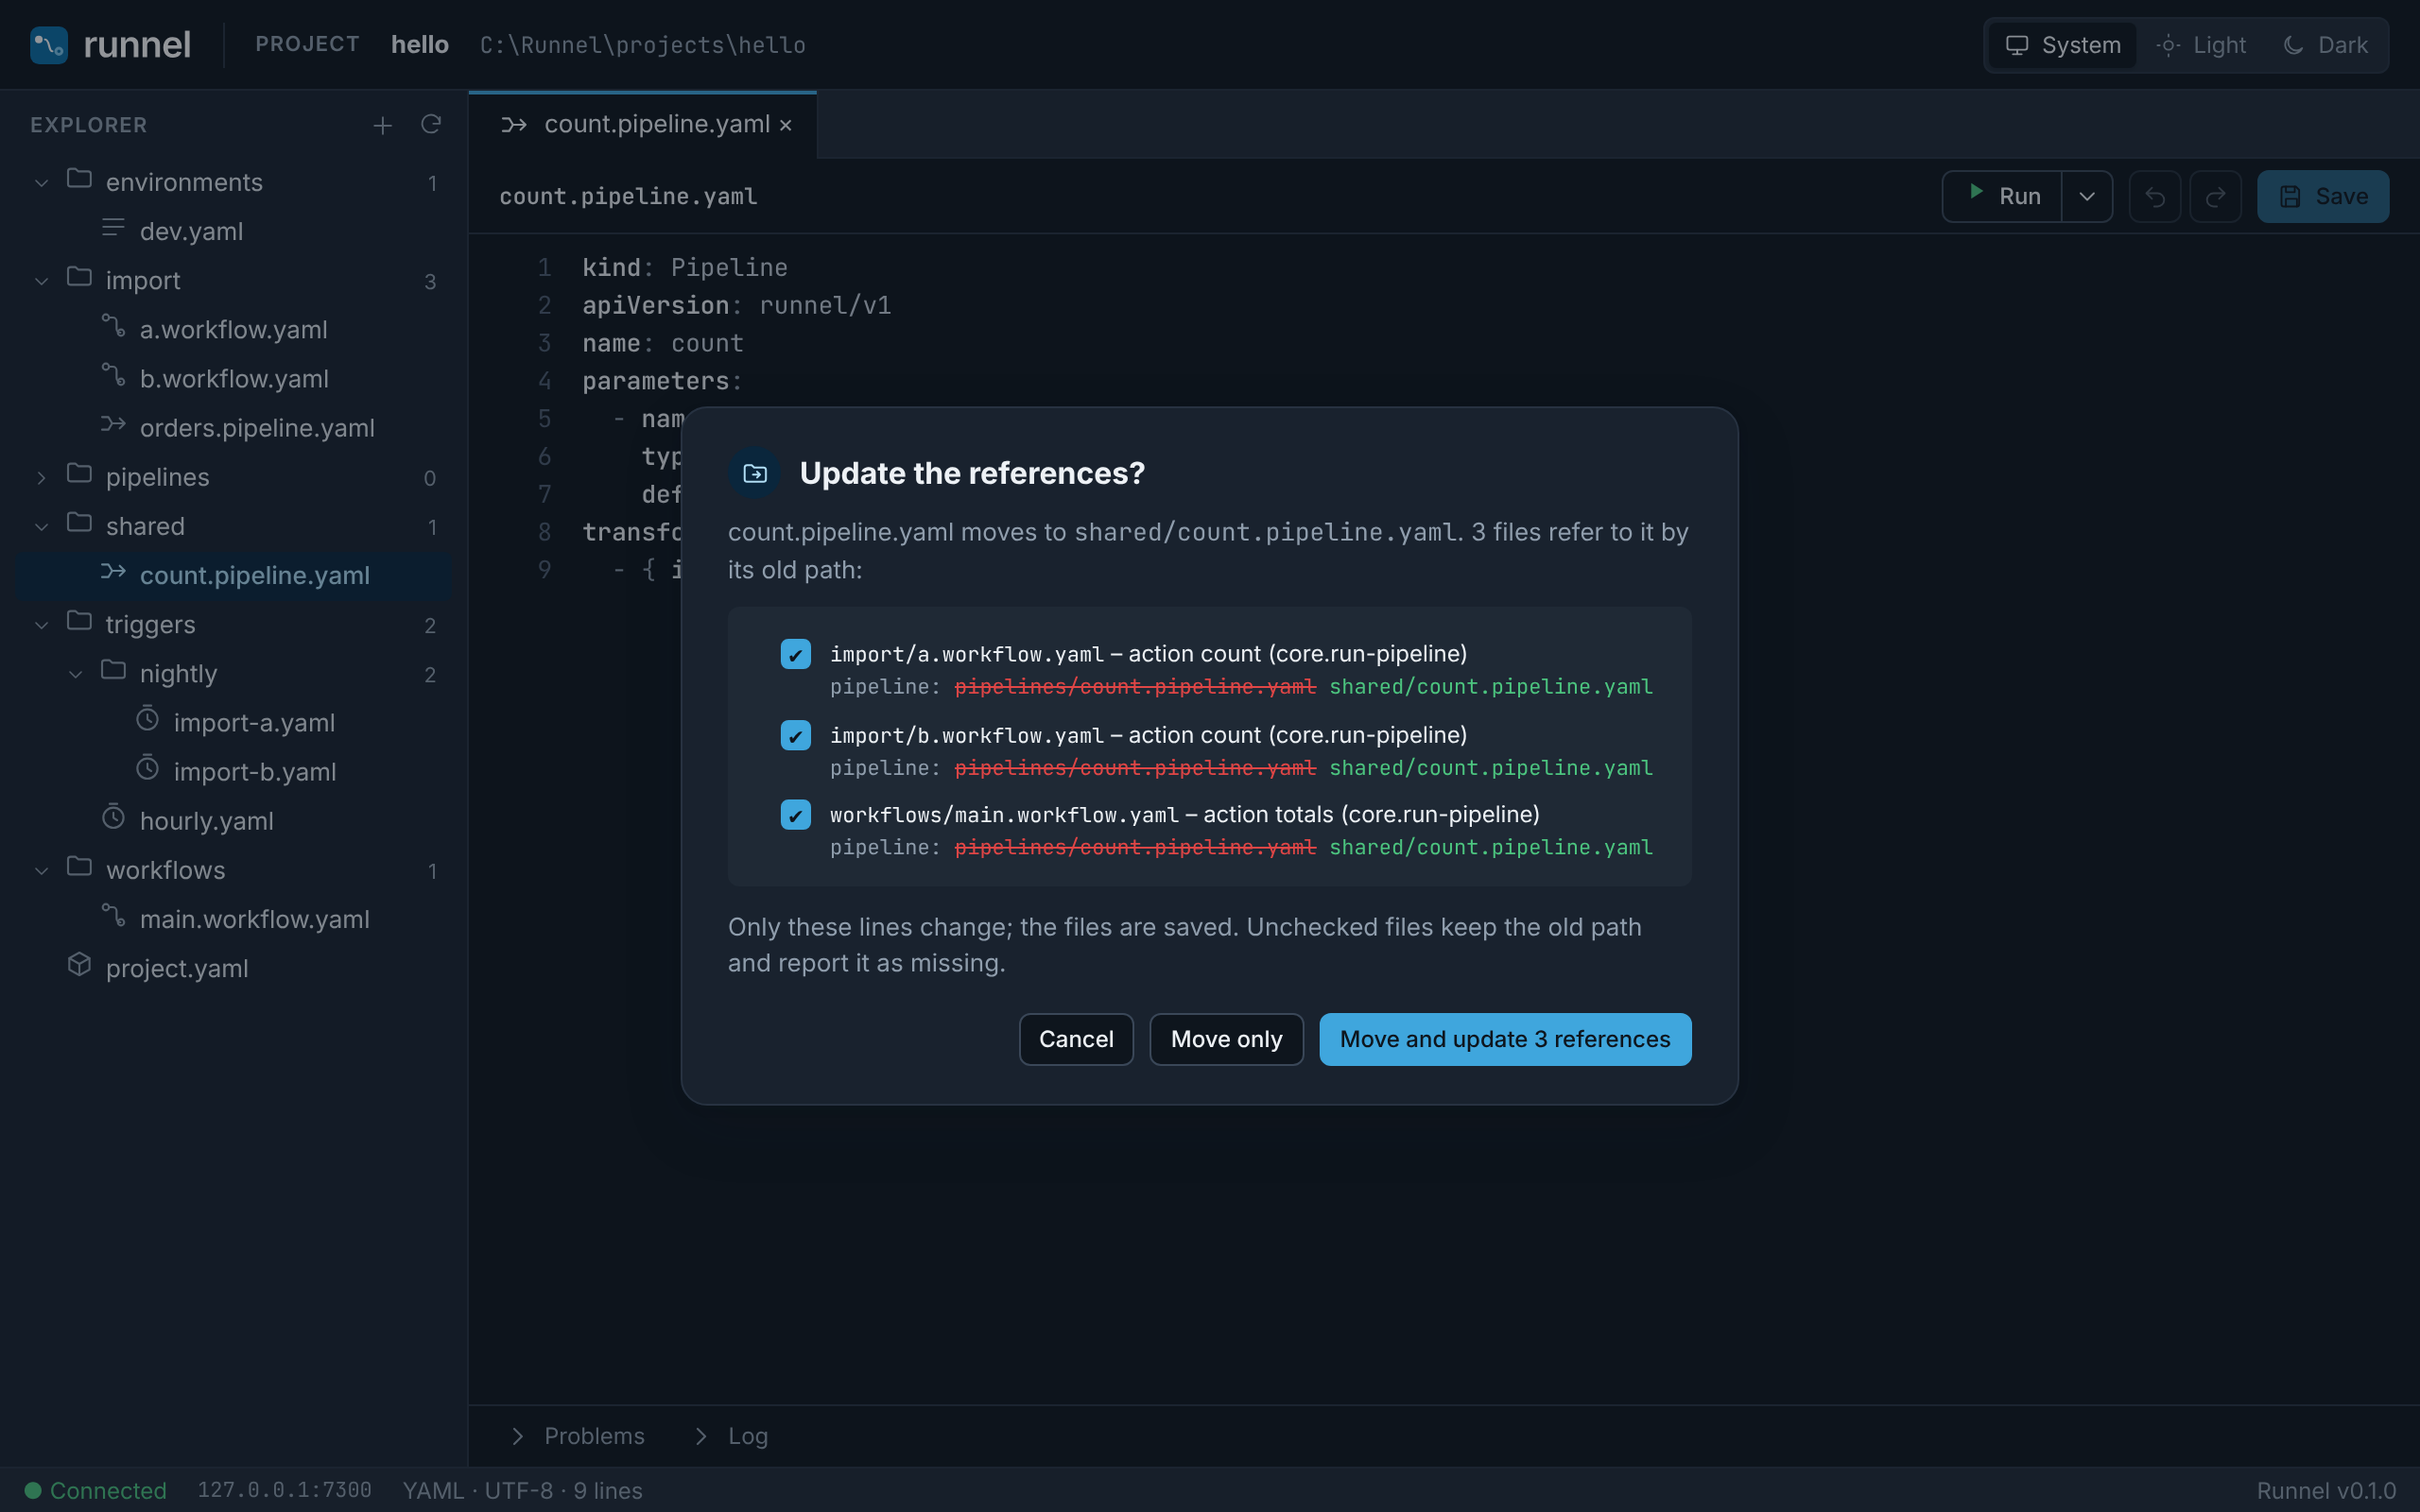 runnel PROJECT hello C:\Runnel\projects\hello System Light Dark
EXPLORER
environments 1
dev.yaml
import 3
a.workflow.yaml
b.workflow.yaml
orders.pipeline.yaml
pipelines 0
shared 1
count.pipeline.yaml
triggers 2
nightly 2
import-a.yaml
import-b.yaml
hourly.yaml
workflows 1
main.workflow.yaml
project.yaml
count.pipeline.yaml ×
count.pipeline.yaml Run Save
1 kind: Pipeline
2 apiVersion: runnel/v1
3 name: count
4 parameters:
5 - nam
6 typ
7 def
8 transfo
9 - { i
Update the references?
count.pipeline.yaml moves to shared/count.pipeline.yaml. 3 files refer to it by
its old path:
import/a.workflow.yaml – action count (core.run-pipeline)
pipeline: pipelines/count.pipeline.yaml shared/count.pipeline.yaml
import/b.workflow.yaml – action count (core.run-pipeline)
pipeline: pipelines/count.pipeline.yaml shared/count.pipeline.yaml
workflows/main.workflow.yaml – action totals (core.run-pipeline)
pipeline: pipelines/count.pipeline.yaml shared/count.pipeline.yaml
Only these lines change; the files are saved. Unchecked files keep the old path
and report it as missing.
Cancel Move only Move and update 3 references
Problems Log
Connected 127.0.0.1:7300 YAML · UTF-8 · 9 lines Runnel v0.1.0